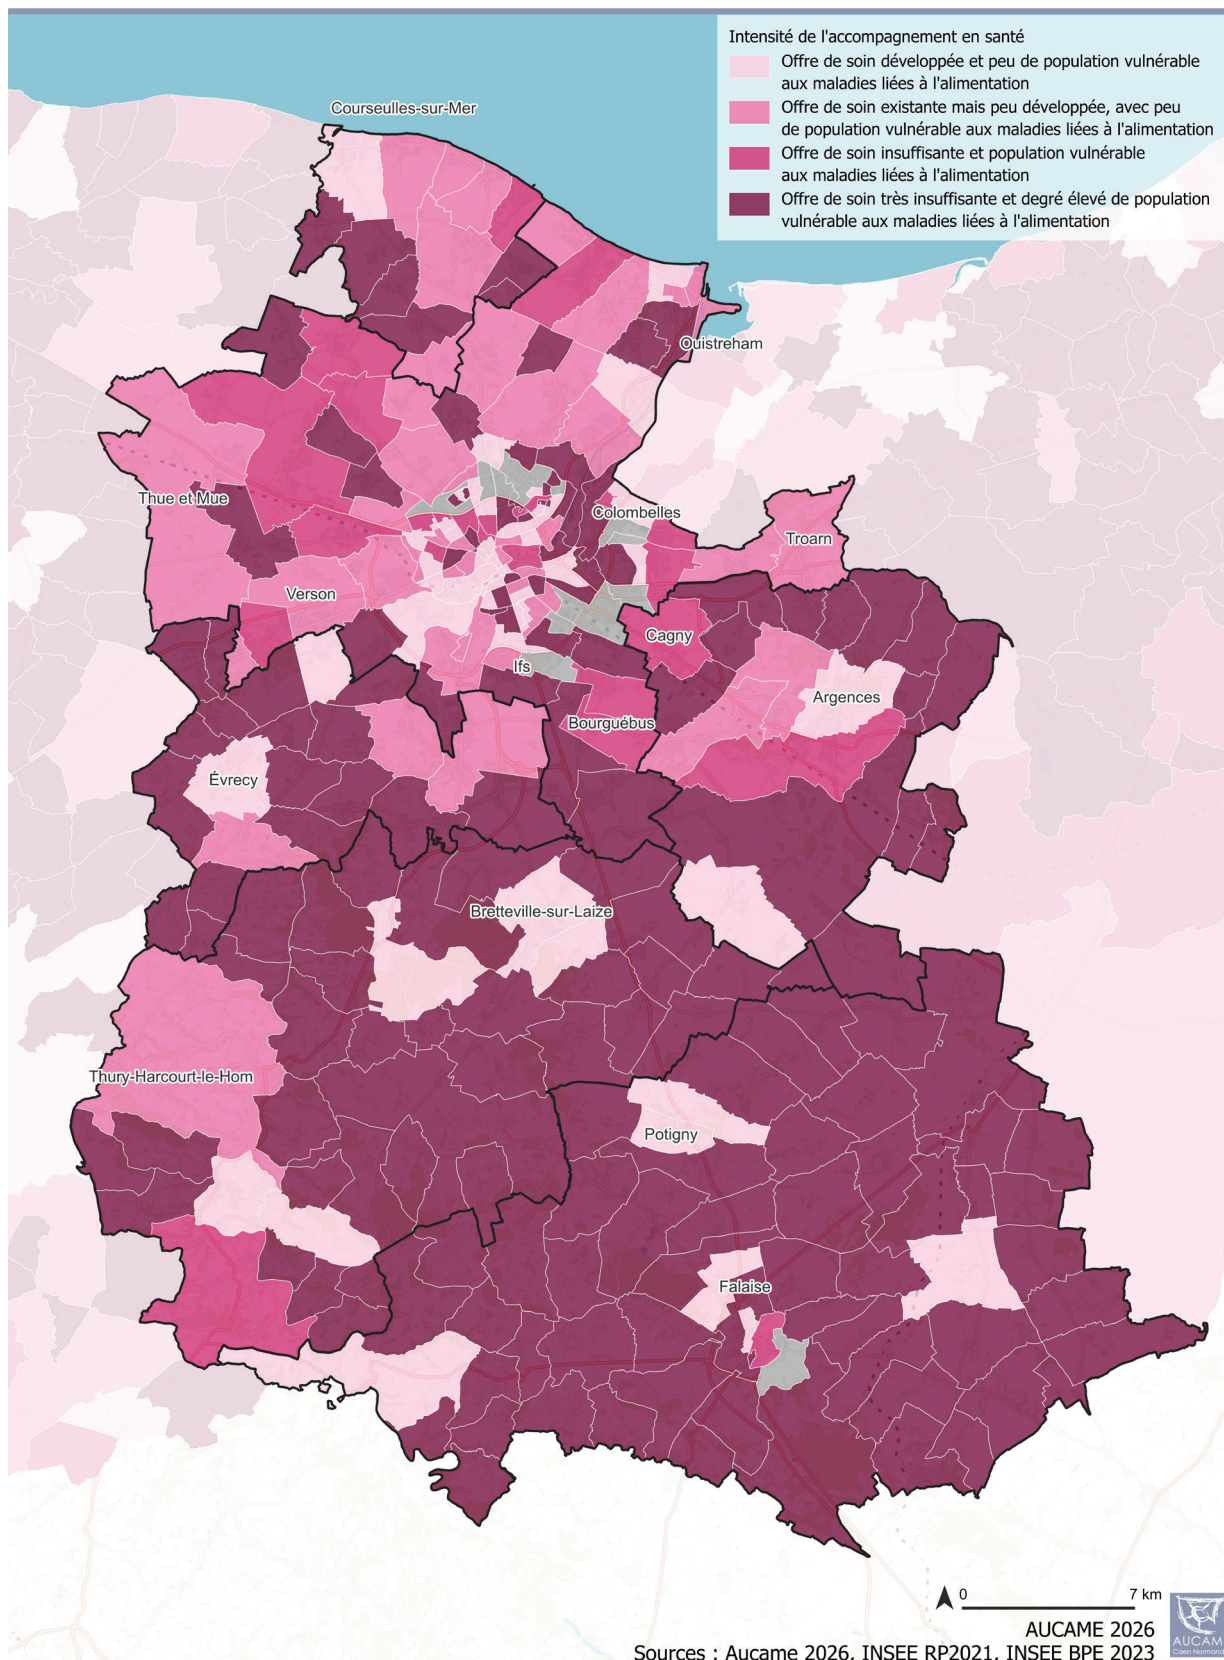 Intensité de l'accompagnement en santé
Offre de soin développée et peu de population vulnérable
aux maladies liées à l'alimentation
Offre de soin existante mais peu développée, avec peu
de population vulnérable aux maladies liées à l'alimentation
Offre de soin insuffisante et population vulnérable
aux maladies liées à l'alimentation
Offre de soin très insuffisante et degré élevé de population
vulnérable aux maladies liées à l'alimentation
Courseulles-sur-Mer
Ouistreham
Thue et Mue
Colombelles
Troarn
Verson
Cagny
Ifs
Argences
Bourguébus
Évrecy
Bretteville-sur-Laize
Thury-Harcourt-le-Hom
Potigny
Falaise
0 7 km
AUCAME 2026
Sources : Aucame 2026, INSEE RP2021, INSEE BPE 2023
AUCAM
Caen Normand